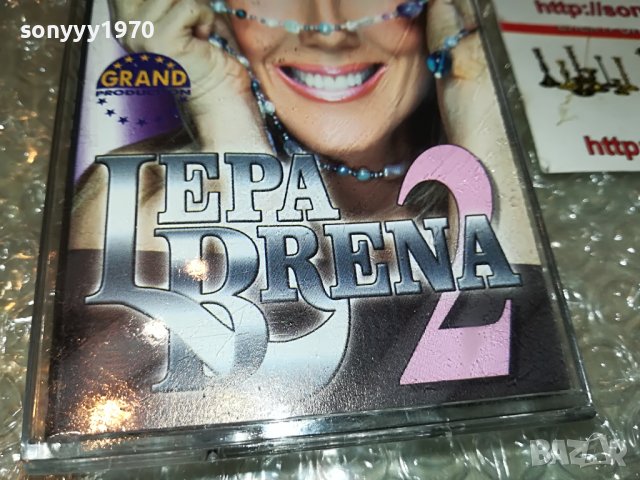 sonyyy1970
http://so
GRAND
PRODUCTION
http
LEPA
BRENA
2
BAZAR